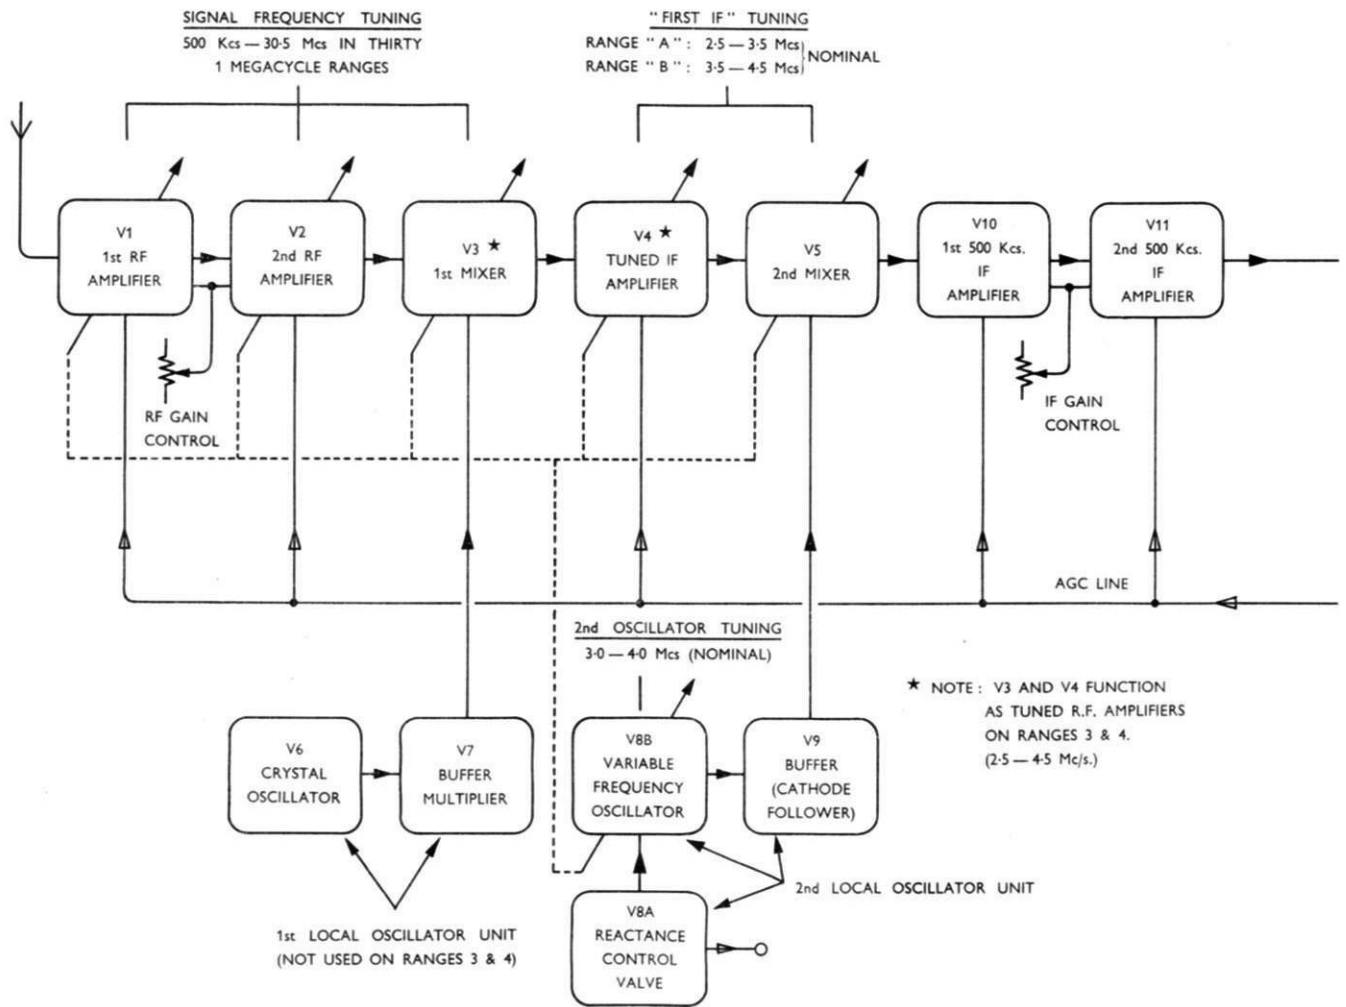 SIGNAL FREQUENCY TUNING
500 Kcs — 30·5 Mcs IN THIRTY
1 MEGACYCLE RANGES
"FIRST IF" TUNING
RANGE "A": 2·5 — 3·5 Mcs
RANGE "B": 3·5 — 4·5 Mcs
NOMINAL
V1
1st RF
AMPLIFIER
V2
2nd RF
AMPLIFIER
V3 ★
1st MIXER
V4 ★
TUNED IF
AMPLIFIER
V5
2nd MIXER
V10
1st 500 Kcs.
IF
AMPLIFIER
V11
2nd 500 Kcs.
IF
AMPLIFIER
RF GAIN
CONTROL
IF GAIN
CONTROL
AGC LINE
2nd OSCILLATOR TUNING
3·0 — 4·0 Mcs (NOMINAL)
★ NOTE: V3 AND V4 FUNCTION
AS TUNED R.F. AMPLIFIERS
ON RANGES 3 & 4.
(2·5 — 4·5 Mc/s.)
V6
CRYSTAL
OSCILLATOR
V7
BUFFER
MULTIPLIER
V8B
VARIABLE
FREQUENCY
OSCILLATOR
V9
BUFFER
(CATHODE
FOLLOWER)
2nd LOCAL OSCILLATOR UNIT
V8A
REACTANCE
CONTROL
VALVE
1st LOCAL OSCILLATOR UNIT
(NOT USED ON RANGES 3 & 4)